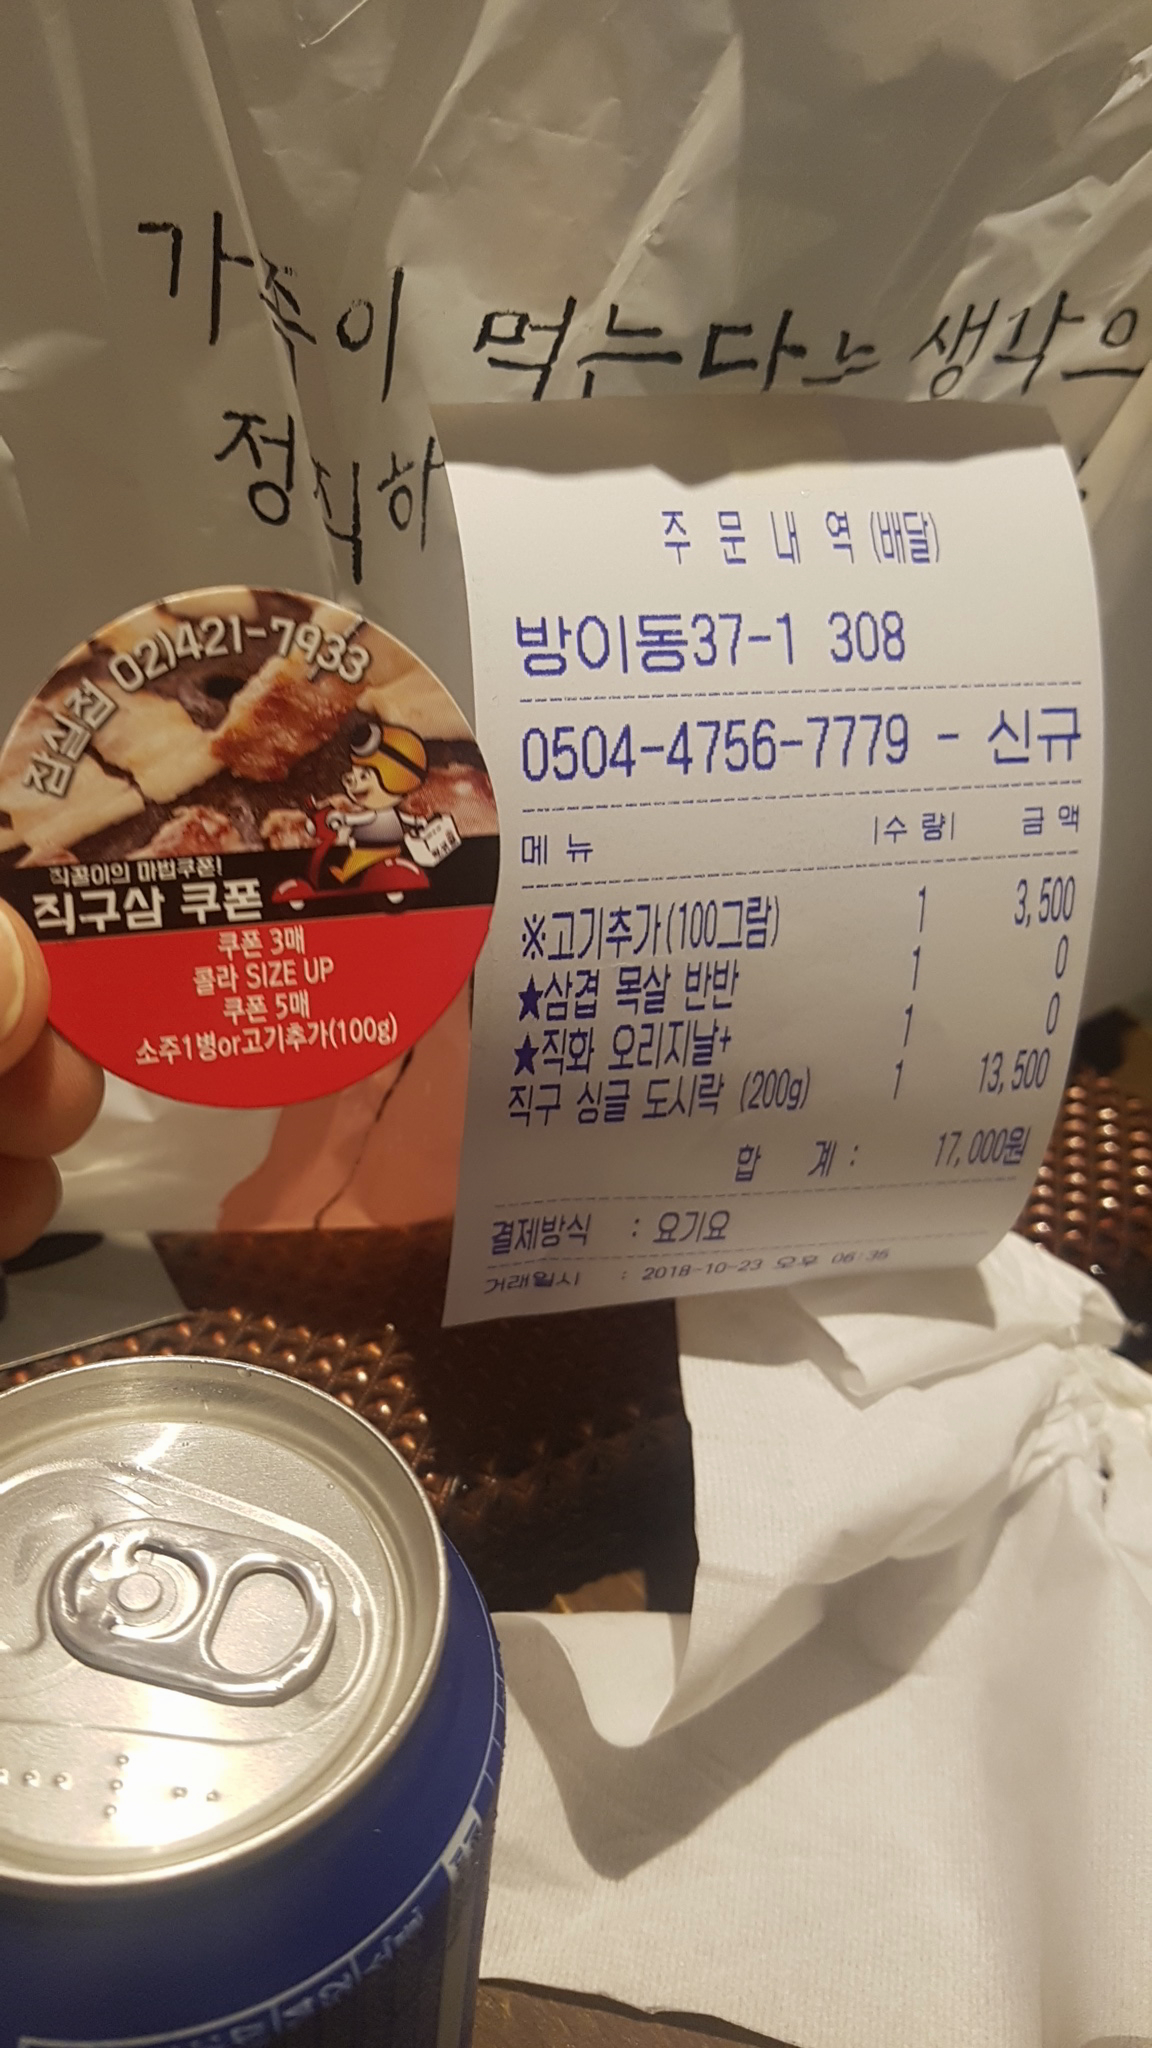 가족이 먹는다는 생각으
정직하
주 문 내 역 (배달)
방이동37-1 308
0504-4756-7779 - 신규
메 뉴 |수 량| 금 액
※고기추가(100그람) 1 3,500
★삼겹 목살 반반 1 0
★직화 오리지날+ 1 0
직구 싱글 도시락 (200g) 1 13,500
합 계 : 17,000원
결제방식 : 요기요
거래일시 : 2018-10-23 오후 06:35
잠실점 02)421-7933
직꿀이의 마법쿠폰!
직구삼 쿠폰
쿠폰 3매
콜라 SIZE UP
쿠폰 5매
소주1병or고기추가(100g)